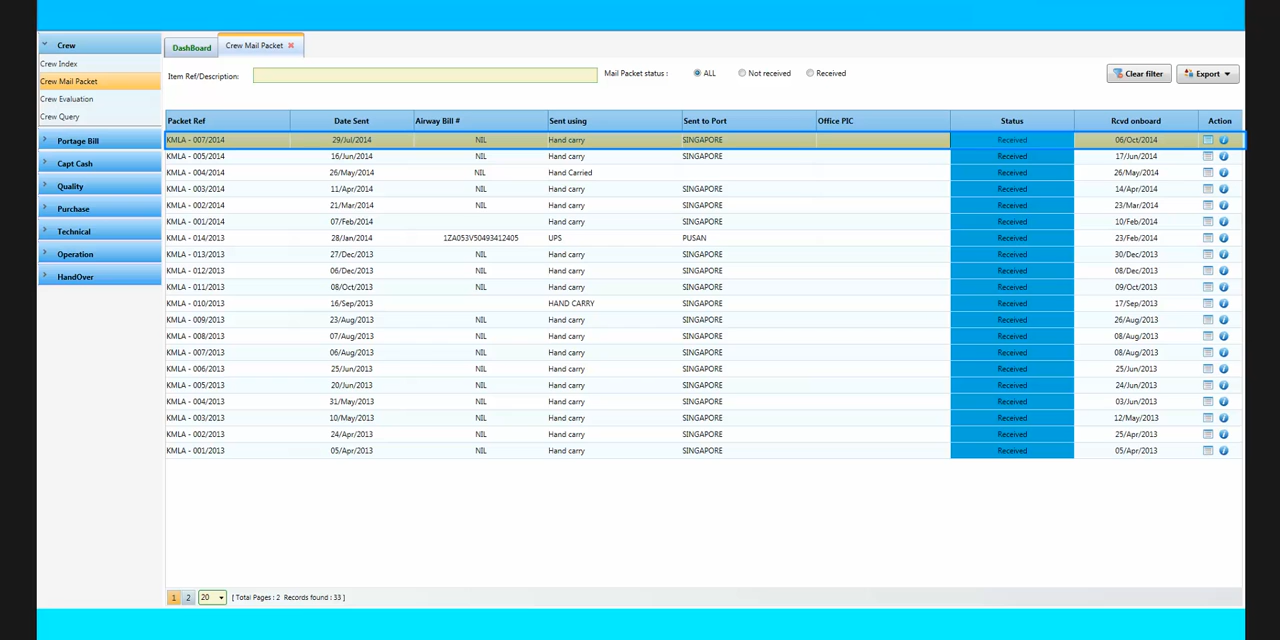 Crew
Crew Index
Crew Mail Packet
Crew Evaluation
Crew Query
Portage Bill
Capt Cash
Quality
Purchase
Technical
Operation
HandOver
DashBoard Crew Mail Packet
Item Ref/Description: Mail Packet status : ALL Not received Received Clear filter Export
Packet Ref Date Sent Airway Bill # Sent using Sent to Port Office PIC Status Rcvd onboard Action
KMLA - 007/2014 29/Jul/2014 NIL Hand carry SINGAPORE Received 06/Oct/2014
KMLA - 005/2014 16/Jun/2014 NIL Hand carry SINGAPORE Received 17/Jun/2014
KMLA - 004/2014 26/May/2014 NIL Hand Carried Received 26/May/2014
KMLA - 003/2014 11/Apr/2014 NIL Hand carry SINGAPORE Received 14/Apr/2014
KMLA - 002/2014 21/Mar/2014 NIL Hand carry SINGAPORE Received 23/Mar/2014
KMLA - 001/2014 07/Feb/2014 Hand carry SINGAPORE Received 10/Feb/2014
KMLA - 014/2013 28/Jan/2014 1ZA053V50493412405 UPS PUSAN Received 23/Feb/2014
KMLA - 013/2013 27/Dec/2013 NIL Hand carry SINGAPORE Received 30/Dec/2013
KMLA - 012/2013 06/Dec/2013 NIL Hand carry SINGAPORE Received 08/Dec/2013
KMLA - 011/2013 08/Oct/2013 NIL Hand carry SINGAPORE Received 09/Oct/2013
KMLA - 010/2013 16/Sep/2013 HAND CARRY SINGAPORE Received 17/Sep/2013
KMLA - 009/2013 23/Aug/2013 NIL Hand carry SINGAPORE Received 26/Aug/2013
KMLA - 008/2013 07/Aug/2013 NIL Hand carry SINGAPORE Received 08/Aug/2013
KMLA - 007/2013 06/Aug/2013 NIL Hand carry SINGAPORE Received 08/Aug/2013
KMLA - 006/2013 25/Jun/2013 NIL Hand carry SINGAPORE Received 25/Jun/2013
KMLA - 005/2013 20/Jun/2013 NIL Hand carry SINGAPORE Received 24/Jun/2013
KMLA - 004/2013 31/May/2013 NIL Hand carry SINGAPORE Received 03/Jun/2013
KMLA - 003/2013 10/May/2013 NIL Hand carry SINGAPORE Received 12/May/2013
KMLA - 002/2013 24/Apr/2013 NIL Hand carry SINGAPORE Received 25/Apr/2013
KMLA - 001/2013 05/Apr/2013 NIL Hand carry SINGAPORE Received 05/Apr/2013
1 2 20 [ Total Pages : 2 Records found : 33 ]